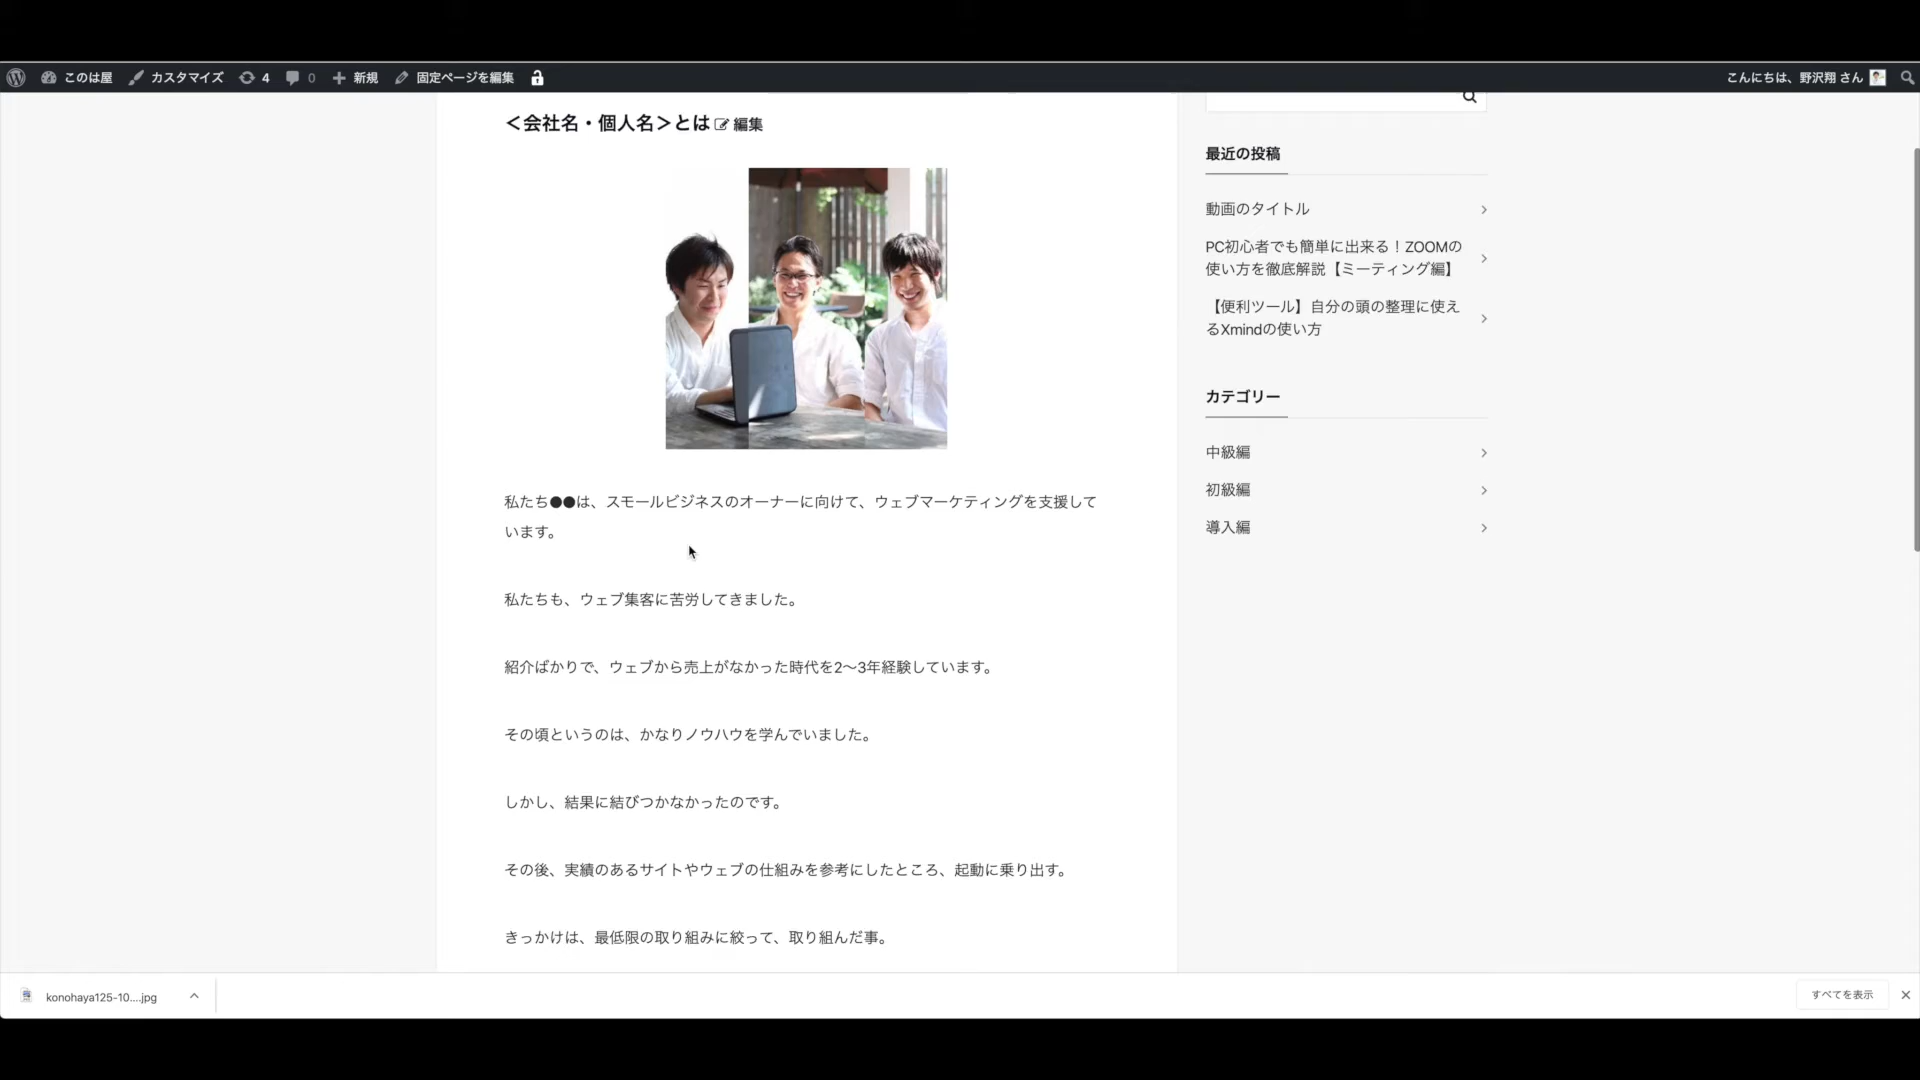 このは屋 カスタマイズ 4 0 新規 固定ページを編集 こんにちは、野沢翔 さん
＜会社名・個人名＞とは 編集
私たち●●は、スモールビジネスのオーナーに向けて、ウェブマーケティングを支援して
います。
私たちも、ウェブ集客に苦労してきました。
紹介ばかりで、ウェブから売上がなかった時代を2〜3年経験しています。
その頃というのは、かなりノウハウを学んでいました。
しかし、結果に結びつかなかったのです。
その後、実績のあるサイトやウェブの仕組みを参考にしたところ、起動に乗り出す。
きっかけは、最低限の取り組みに絞って、取り組んだ事。
最近の投稿
動画のタイトル
PC初心者でも簡単に出来る！ZOOMの
使い方を徹底解説【ミーティング編】
【便利ツール】自分の頭の整理に使え
るXmindの使い方
カテゴリー
中級編
初級編
導入編
konohaya125-10....jpg すべてを表示